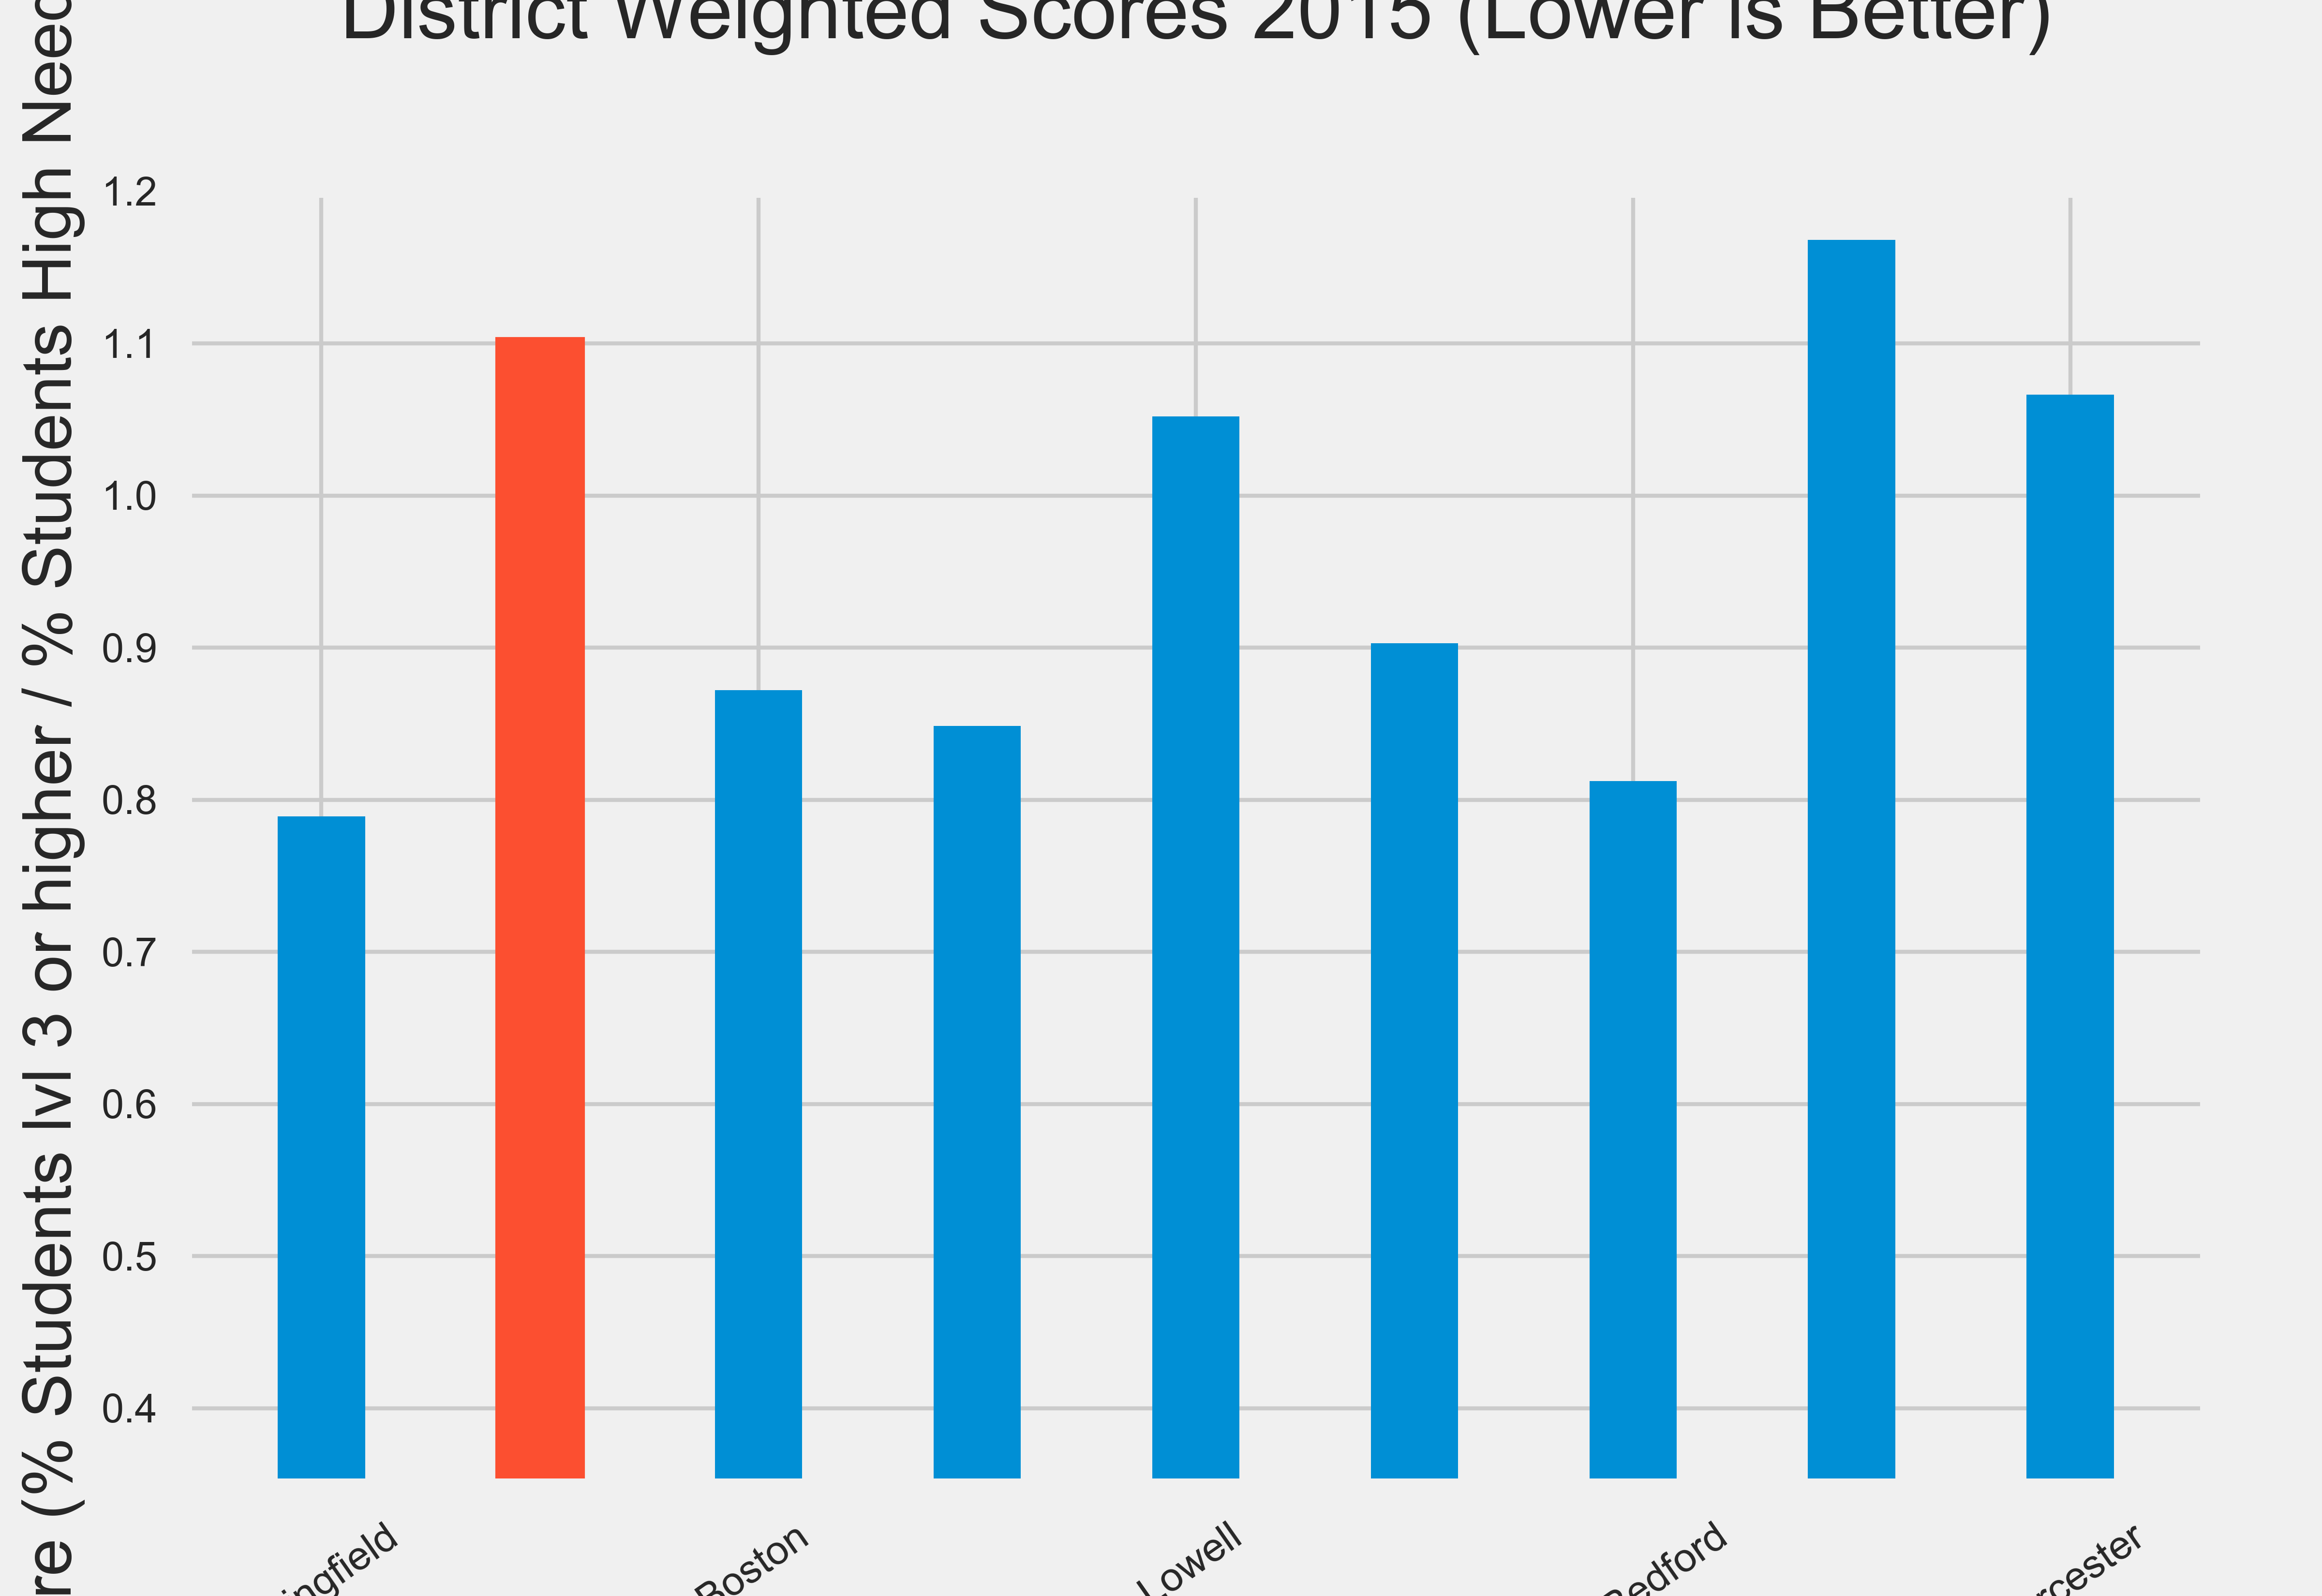 District Weighted Scores 2015 (Lower is Better)
re (% Students lvl 3 or higher / % Students High Need
1.2
1.1
1.0
0.9
0.8
0.7
0.6
0.5
0.4
ingfield
Boston
Lowell
Bedford
rcester